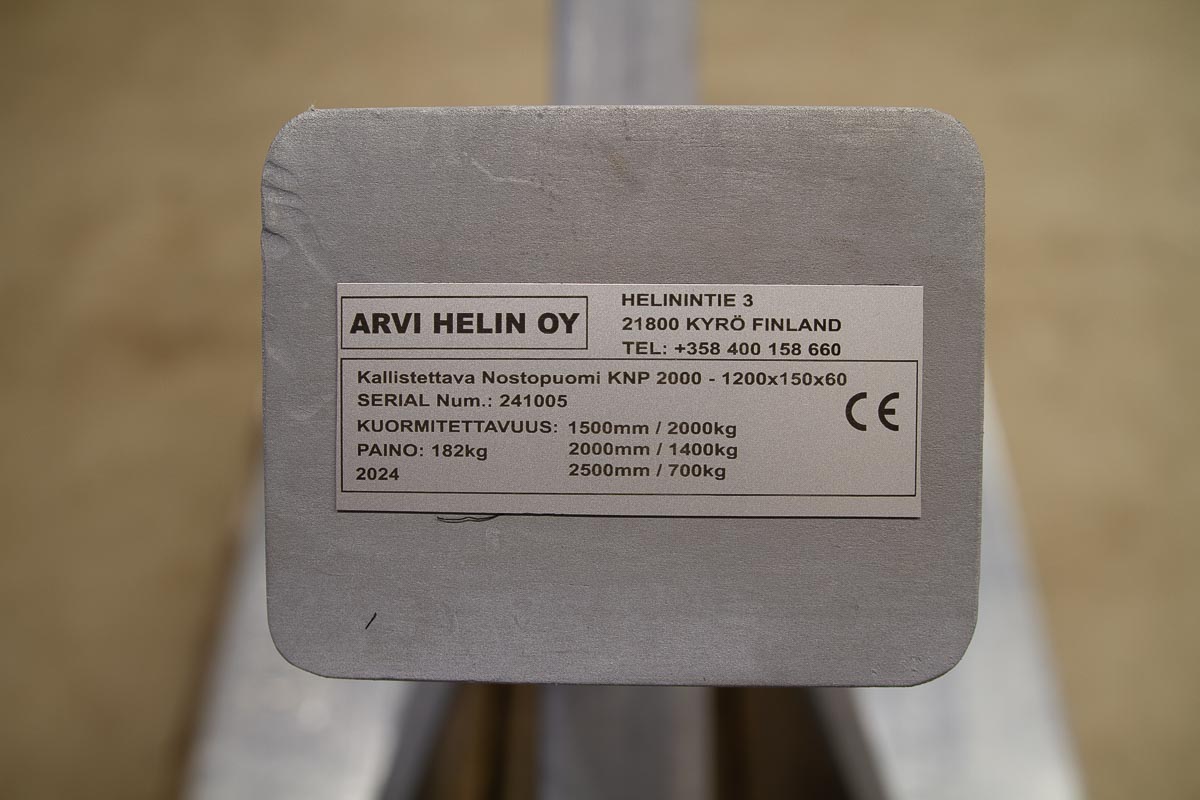 ARVI HELIN OY
HELININTIE 3
21800 KYRÖ FINLAND
TEL: +358 400 158 660
Kallistettava Nostopuomi KNP 2000 - 1200x150x60
SERIAL Num.: 241005
KUORMITETTAVUUS: 1500mm / 2000kg
PAINO: 182kg 2000mm / 1400kg
2024 2500mm / 700kg
CE